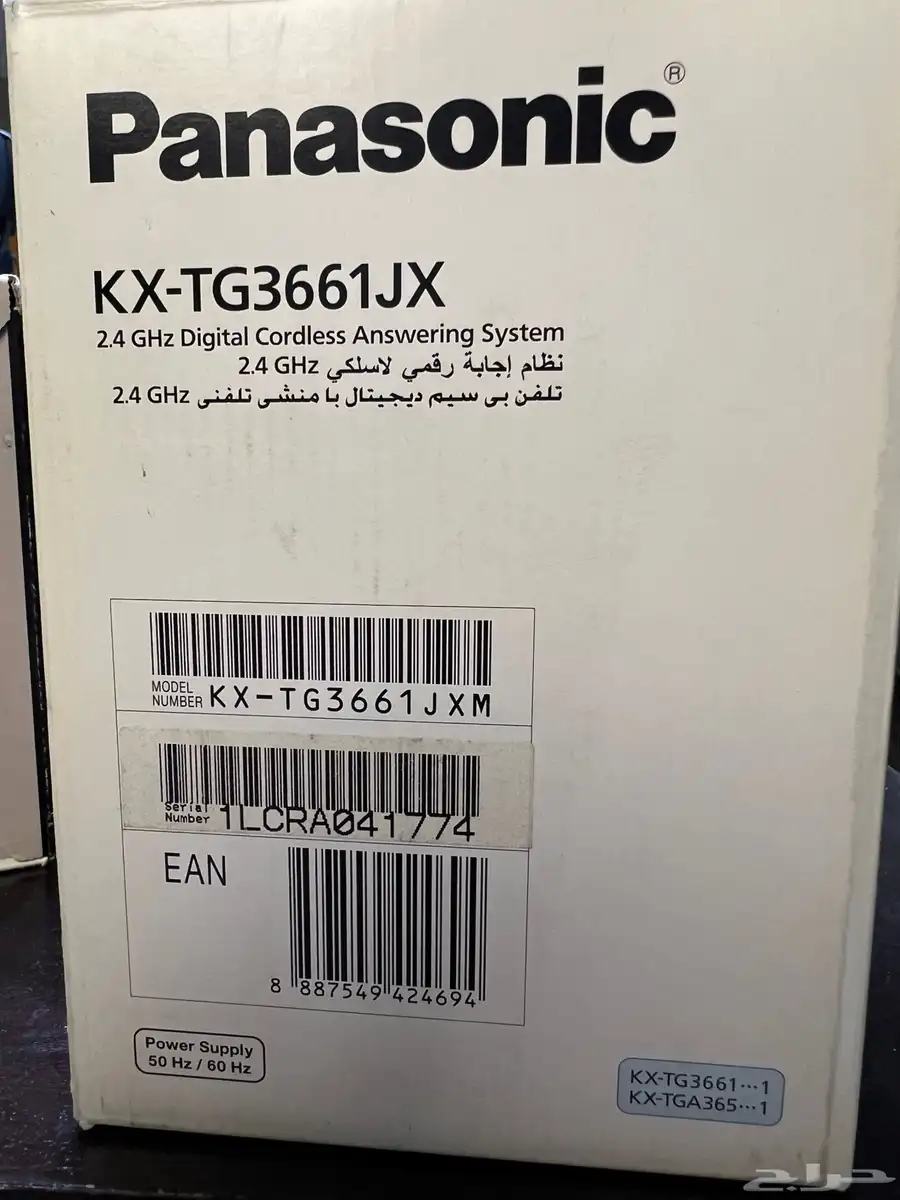 Panasonic®
KX-TG3661JX
2.4 GHz Digital Cordless Answering System
نظام إجابة رقمي لاسلكي 2.4 GHz
تلفن بی سیم دیجیتال با منشی تلفنی 2.4 GHz
MODEL NUMBER KX-TG3661JXM
Serial Number 1LCRA041774
EAN
8 887549 424694
Power Supply
50 Hz / 60 Hz
KX-TG3661···1
KX-TGA365···1
حراج